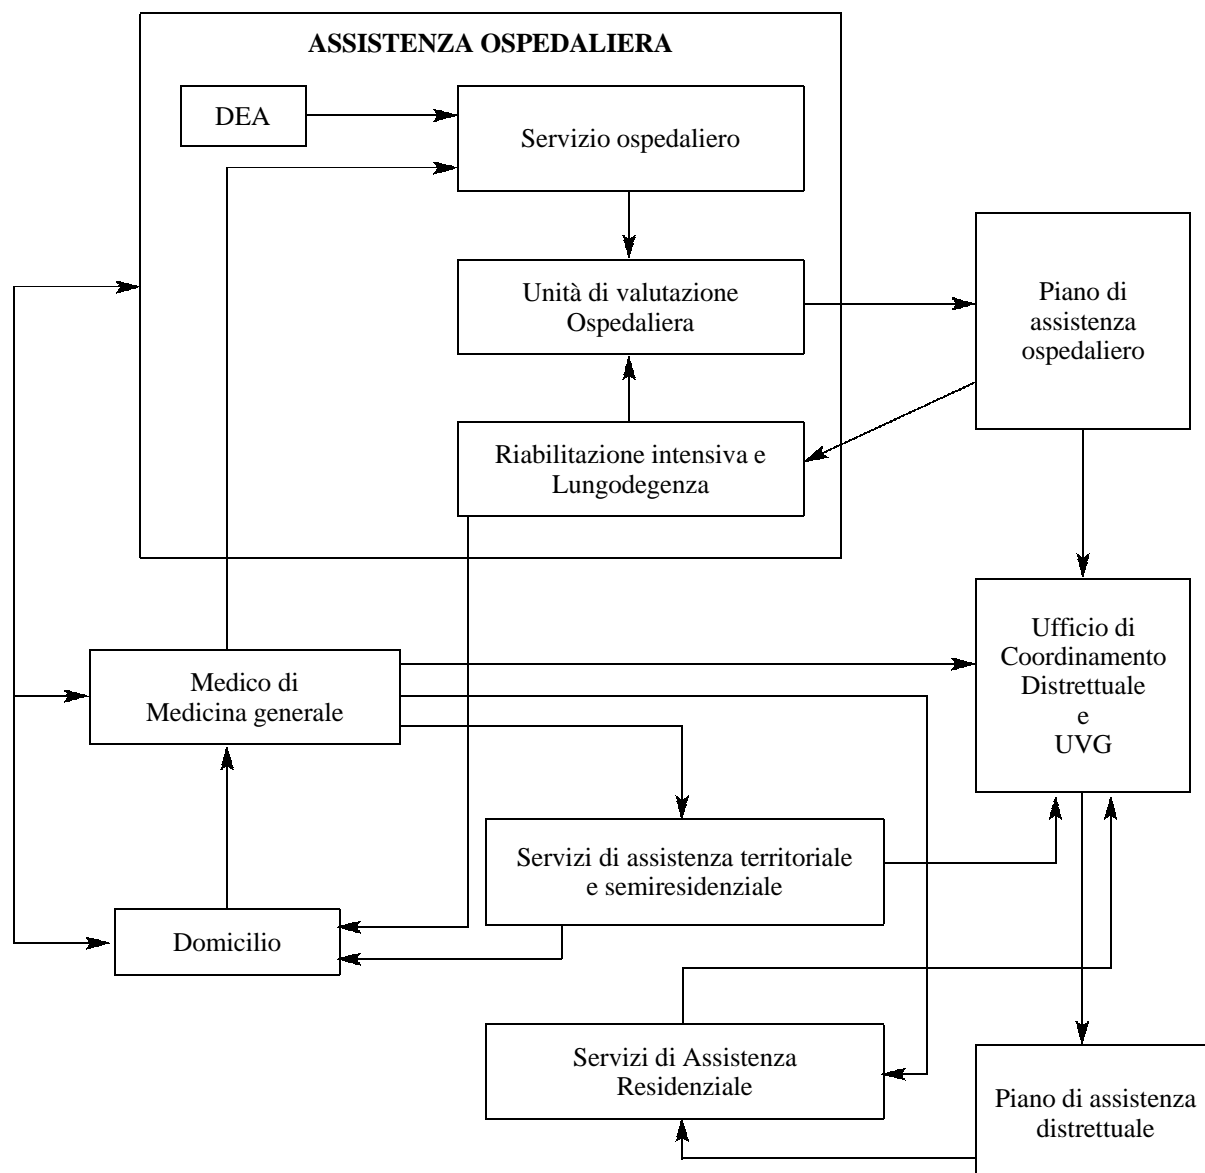 ASSISTENZA OSPEDALIERA
DEA
Servizio ospedaliero
Unità di valutazione
Ospedaliera
Piano di
assistenza
ospedaliero
Riabilitazione intensiva e
Lungodegenza
Medico di
Medicina generale
Ufficio di
Coordinamento
Distrettuale
e
UVG
Servizi di assistenza territoriale
e semiresidenziale
Domicilio
Servizi di Assistenza
Residenziale
Piano di assistenza
distrettuale